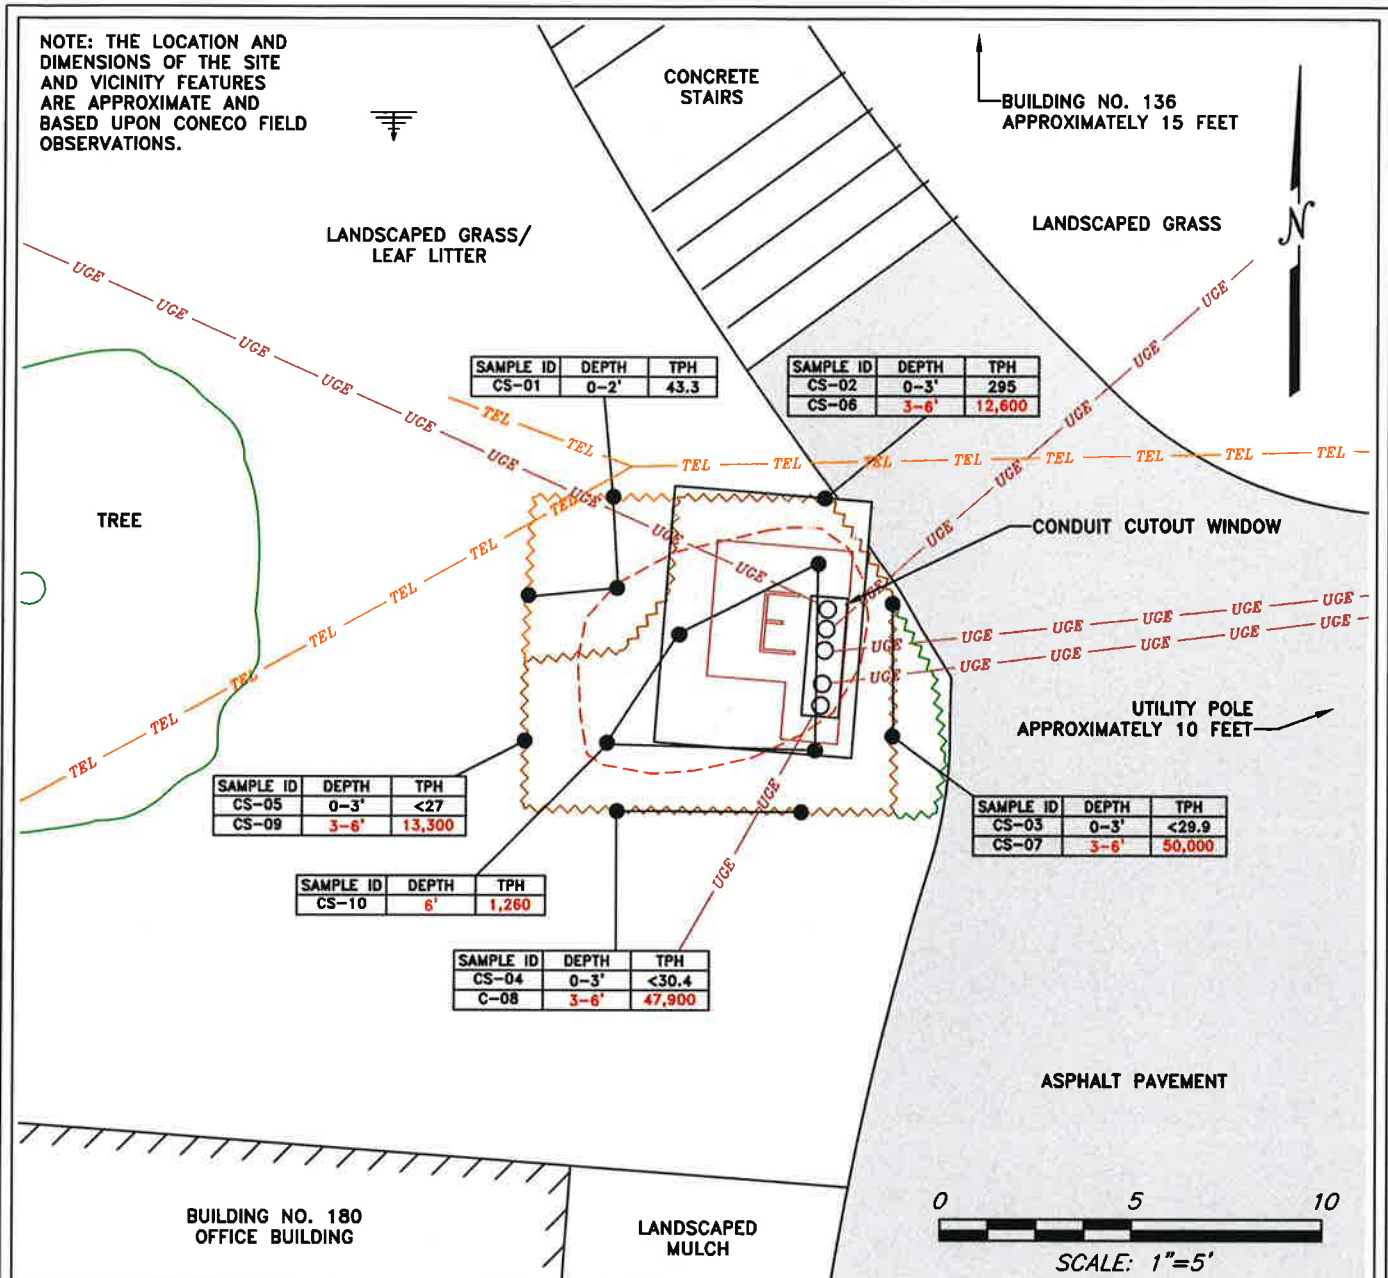 NOTE: THE LOCATION AND
DIMENSIONS OF THE SITE
AND VICINITY FEATURES
ARE APPROXIMATE AND
BASED UPON CONECO FIELD
OBSERVATIONS.
CONCRETE
STAIRS
BUILDING NO. 136
APPROXIMATELY 15 FEET
N
LANDSCAPED GRASS/
LEAF LITTER
LANDSCAPED GRASS
UGE UGE UGE UGE UGE UGE UGE UGE
UGE UGE UGE UGE UGE UGE
SAMPLE ID DEPTH TPH
CS-01 0-2' 43.3
SAMPLE ID DEPTH TPH
CS-02 0-3' 295
CS-06 3-6' 12,600
TEL TEL TEL TEL TEL TEL TEL TEL TEL TEL
TEL TEL TEL TEL TEL TEL TEL
TREE
CONDUIT CUTOUT WINDOW
E
UGE UGE UGE UGE UGE UGE
UGE UGE UGE UGE UGE UGE
UTILITY POLE
APPROXIMATELY 10 FEET
UGE UGE
SAMPLE ID DEPTH TPH
CS-05 0-3' <27
CS-09 3-6' 13,300
SAMPLE ID DEPTH TPH
CS-03 0-3' <29.9
CS-07 3-6' 50,000
SAMPLE ID DEPTH TPH
CS-10 6' 1,260
SAMPLE ID DEPTH TPH
CS-04 0-3' <30.4
C-08 3-6' 47,900
ASPHALT PAVEMENT
BUILDING NO. 180
OFFICE BUILDING
LANDSCAPED
MULCH
0 5 10
SCALE: 1"=5'